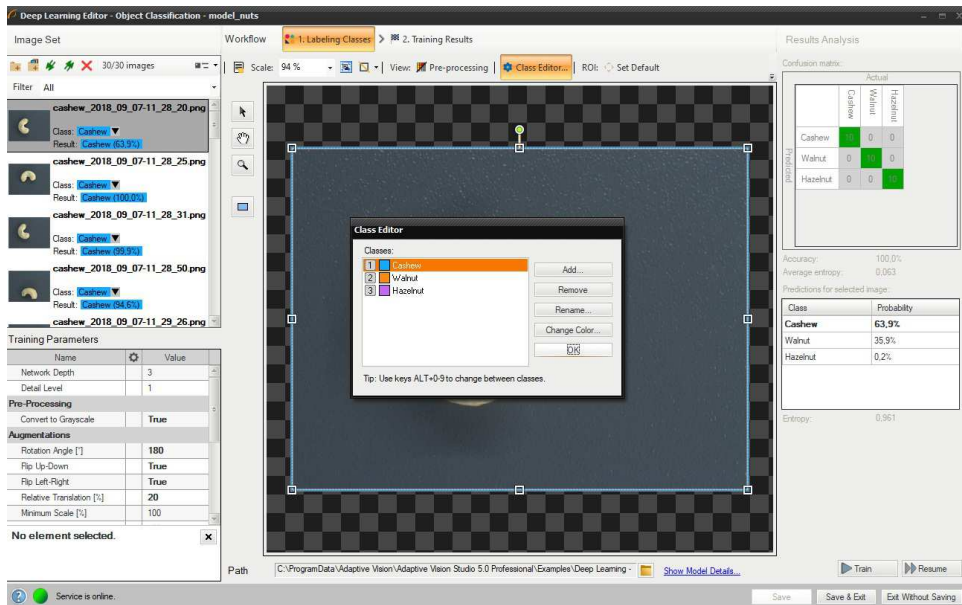 Deep Learning Editor - Object Classification - model_nuts
Image Set
Workflow
1. Labeling Classes
2. Training Results
Results Analysis
30/30 images
Scale:
94 %
View:
Pre-processing
Class Editor...
ROI:
Set Default
Filter
All
cashew_2018_09_07-11_28_20.png
Class: Cashew
Result: Cashew (63,9%)
cashew_2018_09_07-11_28_25.png
Class: Cashew
Result: Cashew (100,0%)
cashew_2018_09_07-11_28_31.png
Class: Cashew
Result: Cashew (99,9%)
cashew_2018_09_07-11_28_50.png
Class: Cashew
Result: Cashew (94,6%)
cashew_2018_09_07-11_29_26.png
Training Parameters
Name Value
Network Depth 3
Detail Level 1
Pre-Processing
Convert to Grayscale True
Augmentations
Rotation Angle [°] 180
Flip Up-Down True
Flip Left-Right True
Relative Translation [%] 20
Minimum Scale [%] 100
No element selected.
Class Editor
Classes:
1 Cashew
2 Walnut
3 Hazelnut
Add...
Remove
Rename...
Change Color...
OK
Tip: Use keys ALT+0-9 to change between classes.
Path
C:\ProgramData\Adaptive Vision\Adaptive Vision Studio 5.0 Professional\Examples\Deep Learning -
Show Model Details...
Confusion matrix:
Actual
Cashew Walnut Hazelnut
Predicted
Cashew 10 0 0
Walnut 0 10 0
Hazelnut 0 0 10
Accuracy: 100,0%
Average entropy: 0,063
Predictions for selected image:
Class Probability
Cashew 63,9%
Walnut 35,9%
Hazelnut 0,2%
Entropy: 0,961
Train
Resume
Service is online.
Save
Save & Exit
Exit Without Saving